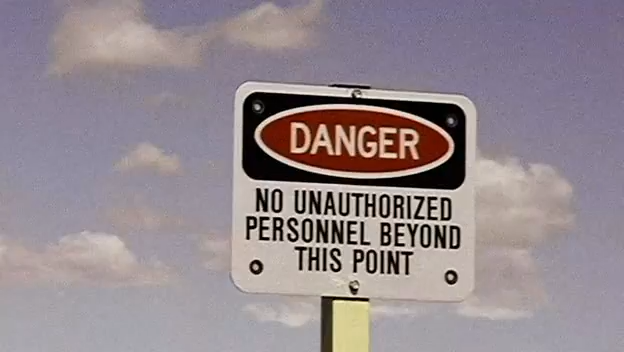 DANGER
NO UNAUTHORIZED
PERSONNEL BEYOND
THIS POINT